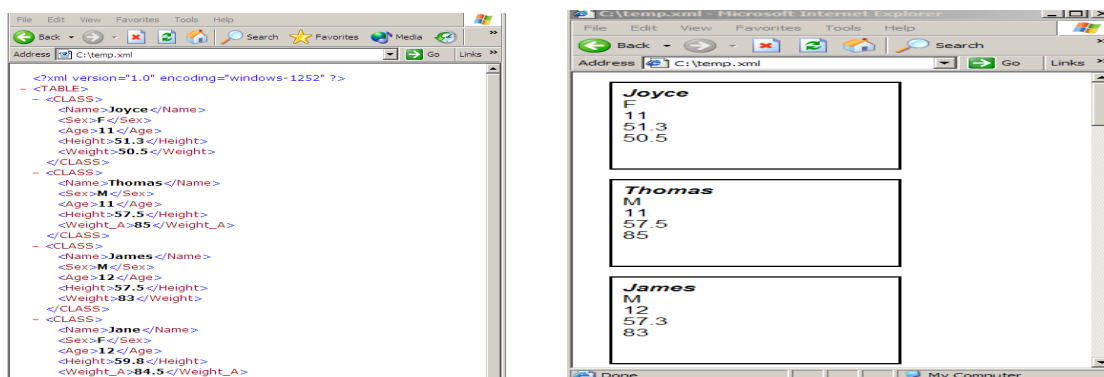 File Edit View Favorites Tools Help
Back Search Favorites Media »
Address C:\temp.xml Go Links »
<?xml version="1.0" encoding="windows-1252" ?>
- <TABLE>
- <CLASS>
<Name>Joyce</Name>
<Sex>F</Sex>
<Age>11</Age>
<Height>51.3</Height>
<Weight>50.5</Weight>
</CLASS>
- <CLASS>
<Name>Thomas</Name>
<Sex>M</Sex>
<Age>11</Age>
<Height>57.5</Height>
<Weight_A>85</Weight_A>
</CLASS>
- <CLASS>
<Name>James</Name>
<Sex>M</Sex>
<Age>12</Age>
<Height>57.5</Height>
<Weight>83</Weight>
</CLASS>
- <CLASS>
<Name>Jane</Name>
<Sex>F</Sex>
<Age>12</Age>
<Height>59.8</Height>
<Weight_A>84.5</Weight_A>
C:\temp.xml - Microsoft Internet Explorer
File Edit View Favorites Tools Help
Back Search »
Address C:\temp.xml Go Links »
Joyce
F
11
51.3
50.5
Thomas
M
11
57.5
85
James
M
12
57.3
83
Done My Computer